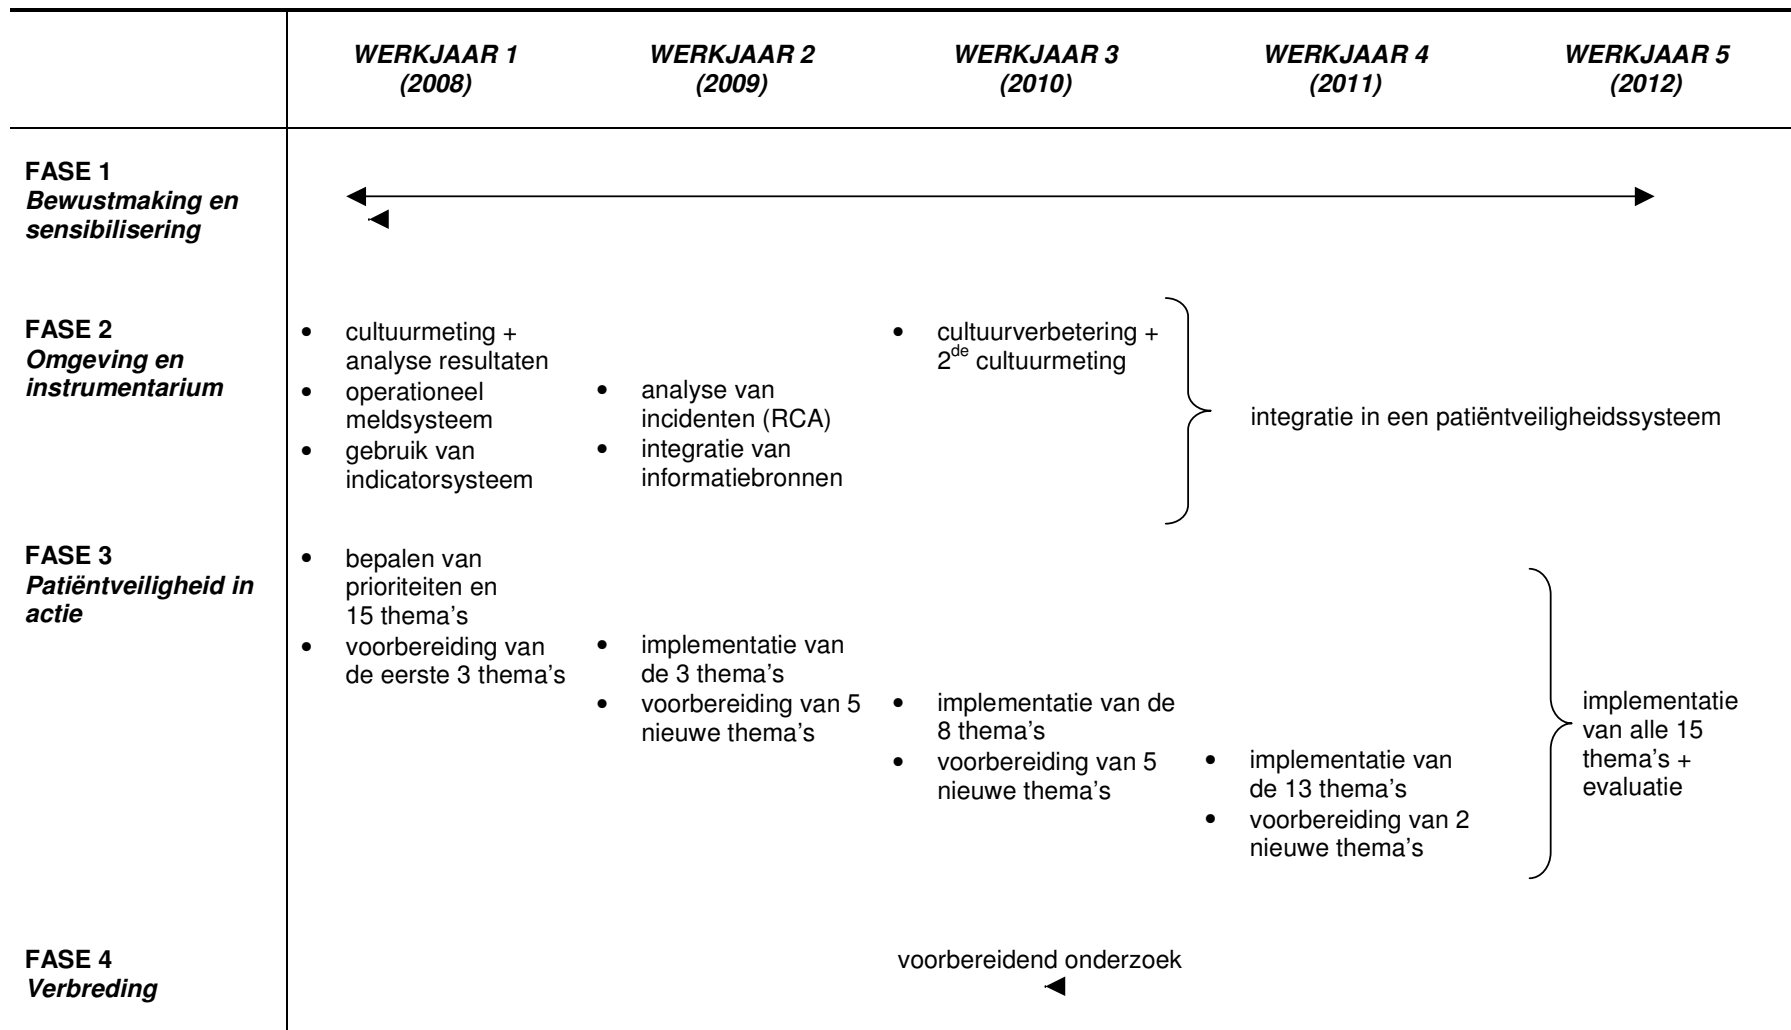 WERKJAAR 1
(2008)
WERKJAAR 2
(2009)
WERKJAAR 3
(2010)
WERKJAAR 4
(2011)
WERKJAAR 5
(2012)
FASE 1
Bewustmaking en
sensibilisering
FASE 2
Omgeving en
instrumentarium
• cultuurmeting +
analyse resultaten
• operationeel
meldsysteem
• gebruik van
indicatorsysteem
• analyse van
incidenten (RCA)
• integratie van
informatiebronnen
• cultuurverbetering +
2de cultuurmeting
integratie in een patiëntveiligheidssysteem
FASE 3
Patiëntveiligheid in
actie
• bepalen van
prioriteiten en
15 thema's
• voorbereiding van
de eerste 3 thema's
• implementatie van
de 3 thema's
• voorbereiding van 5
nieuwe thema's
• implementatie van de
8 thema's
• voorbereiding van 5
nieuwe thema's
• implementatie van
de 13 thema's
• voorbereiding van 2
nieuwe thema's
implementatie
van alle 15
thema's +
evaluatie
FASE 4
Verbreding
voorbereidend onderzoek